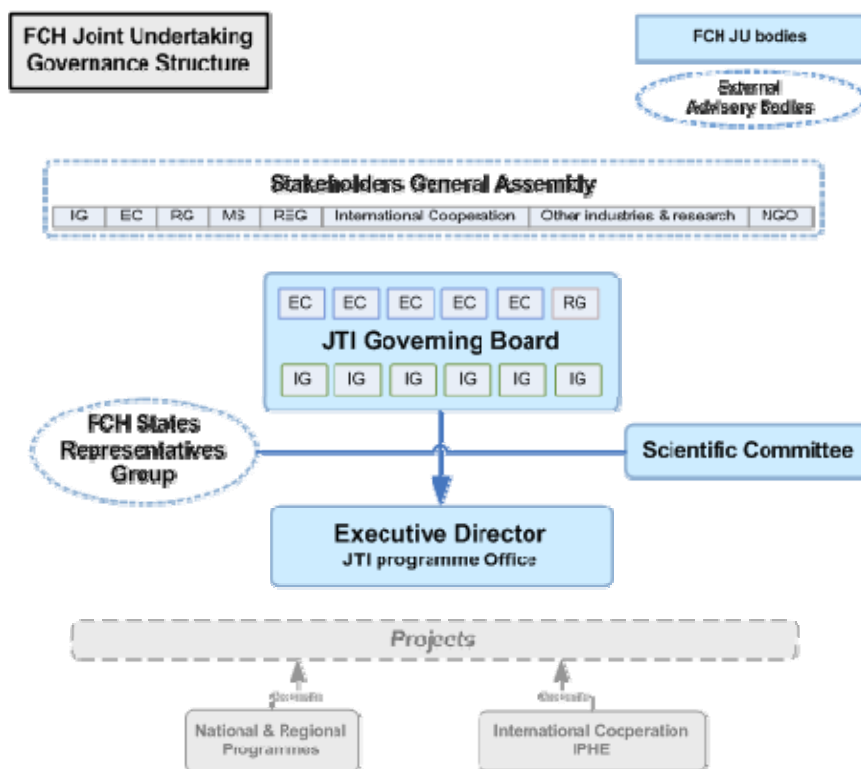 FCH Joint Undertaking
Governance Structure
FCH JU bodies
External
Advisory Bodies
Stakeholders General Assembly
IG EC RG MS REG International Cooperation Other industries & research NGO
EC EC EC EC EC RG
JTI Governing Board
IG IG IG IG IG IG
FCH States
Representatives
Group
Scientific Committee
Executive Director
JTI programme Office
Projects
National & Regional
Programmes
International Cooperation
IPHE